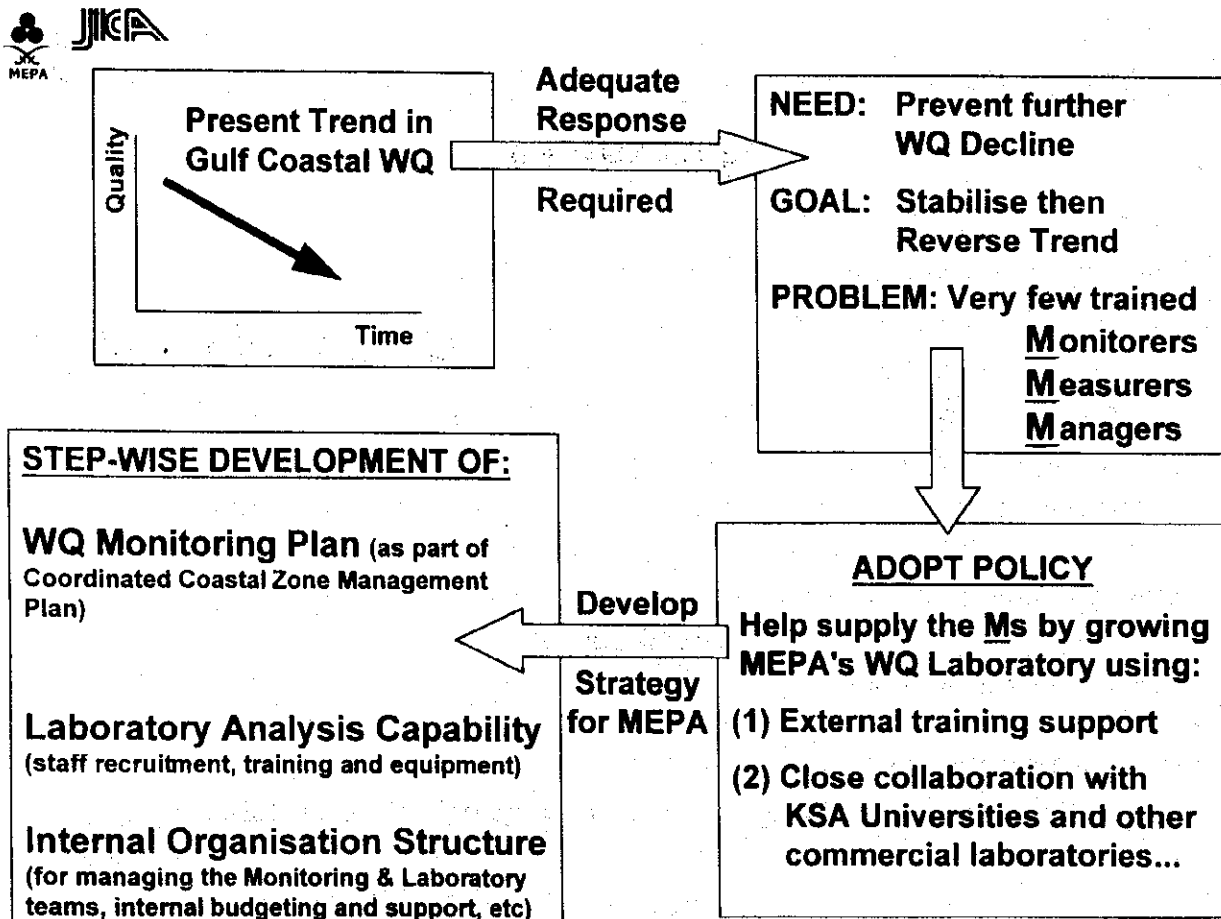 JICA
MEPA
Present Trend in
Gulf Coastal WQ
Quality
Time
Adequate
Response
Required
NEED: Prevent further
WQ Decline
GOAL: Stabilise then
Reverse Trend
PROBLEM: Very few trained
Monitorers
Measurers
Managers
ADOPT POLICY
Help supply the Ms by growing
MEPA's WQ Laboratory using:
(1) External training support
(2) Close collaboration with
KSA Universities and other
commercial laboratories...
Develop
Strategy
for MEPA
STEP-WISE DEVELOPMENT OF:
WQ Monitoring Plan (as part of
Coordinated Coastal Zone Management
Plan)
Laboratory Analysis Capability
(staff recruitment, training and equipment)
Internal Organisation Structure
(for managing the Monitoring & Laboratory
teams, internal budgeting and support, etc)